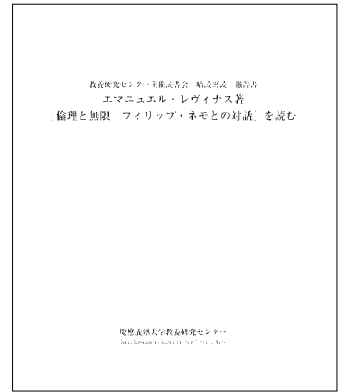 教養研究センター主催読書会 晴読雨読 報告書
エマニュエル・レヴィナス著
『倫理と無限 フィリップ・ネモとの対話』を読む
慶應義塾大学教養研究センター